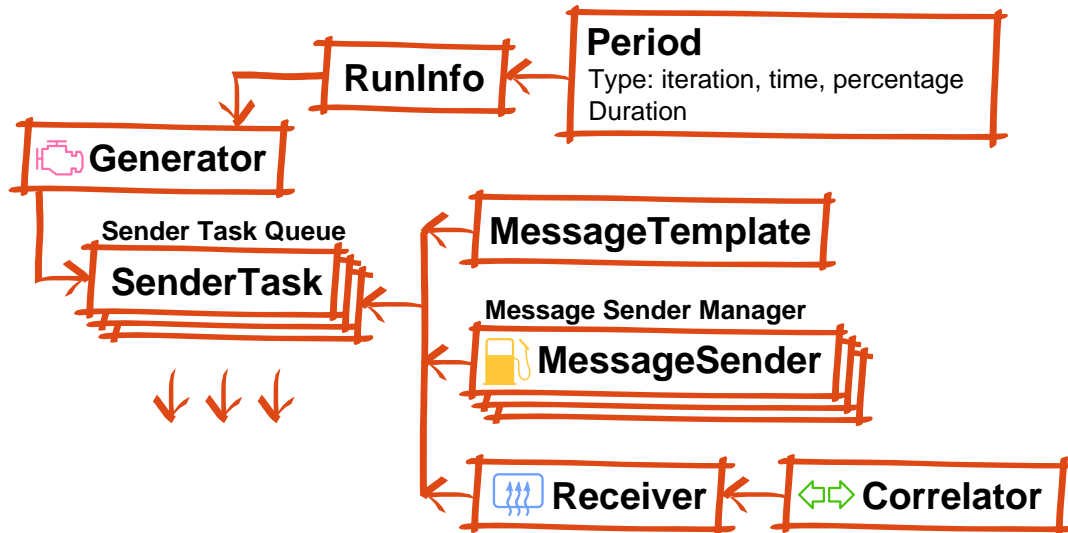 Period
Type: iteration, time, percentage
Duration
RunInfo
Generator
Sender Task Queue
SenderTask
MessageTemplate
Message Sender Manager
MessageSender
Receiver
Correlator